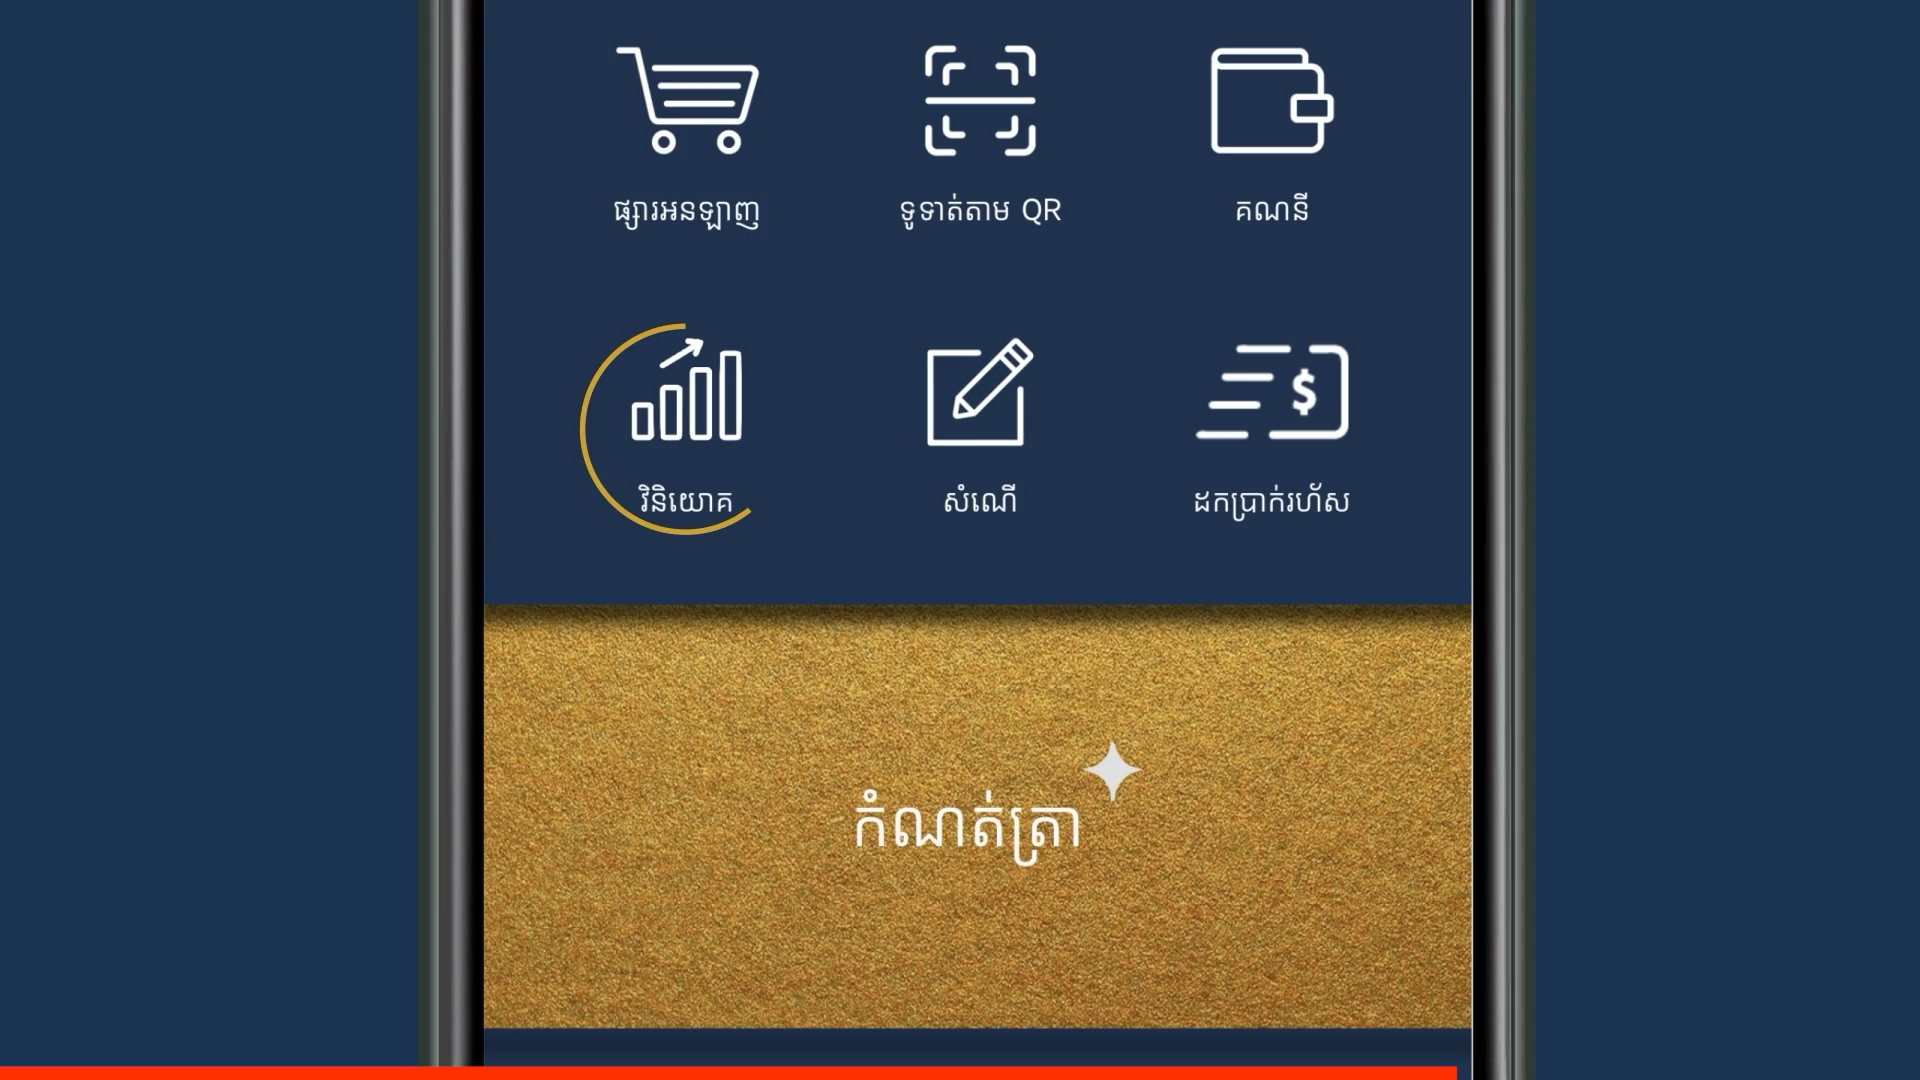 ផ្សារអនឡាញ
ទូទាត់តាម QR
គណនី
វិនិយោគ
សំណើ
ដកប្រាក់រហ័ស
កំណត់ត្រា